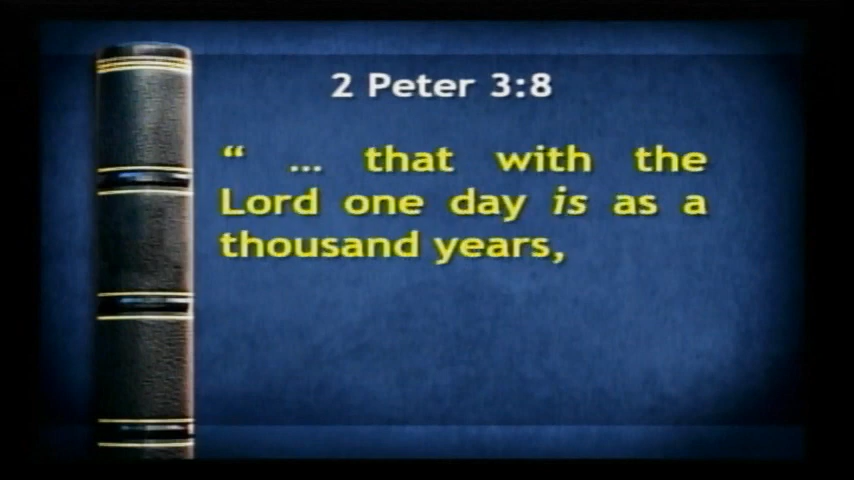 2 Peter 3:8
“ ... that with the
Lord one day is as a
thousand years,